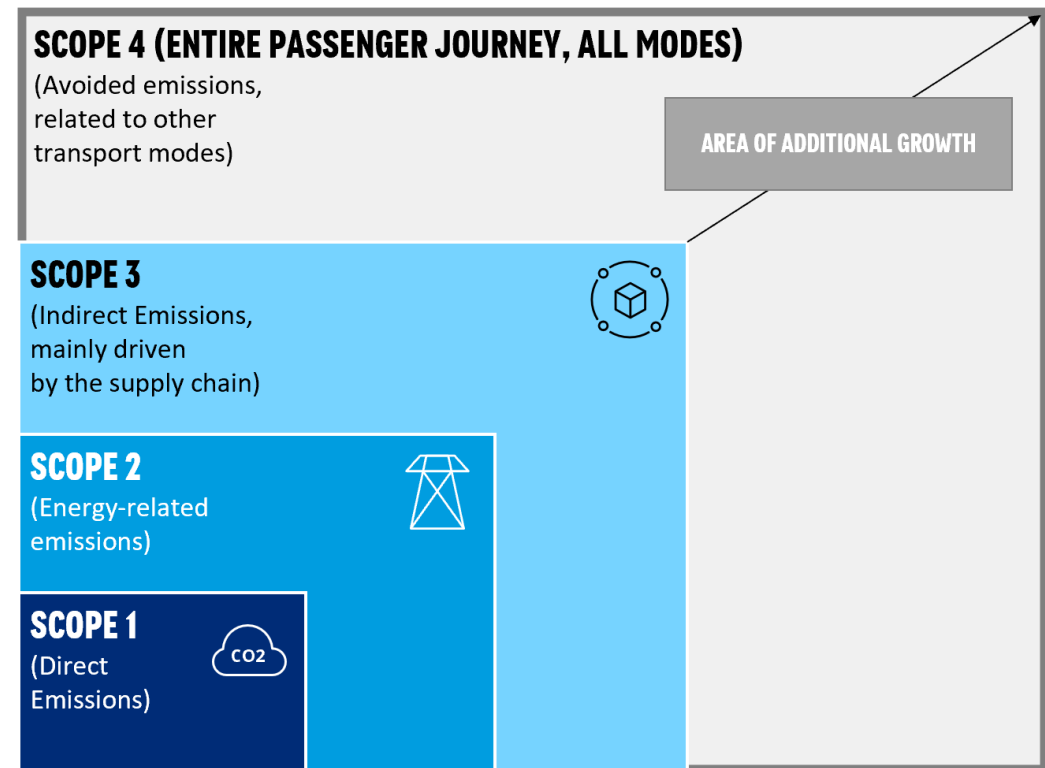 SCOPE 4 (ENTIRE PASSENGER JOURNEY, ALL MODES)
(Avoided emissions,
related to other
transport modes)
AREA OF ADDITIONAL GROWTH
SCOPE 3
(Indirect Emissions,
mainly driven
by the supply chain)
SCOPE 2
(Energy-related
emissions)
SCOPE 1
(Direct
Emissions)
CO2